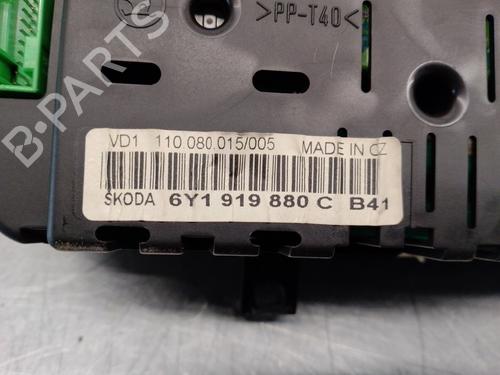 >PP-T40<
B-PARTS
VD1 110.080.015/005 MADE IN CZ
SKODA 6Y1 919 880 C B41